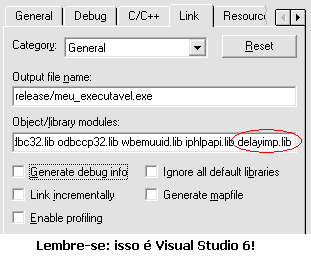 General Debug C/C++ Link Resourc
Category: General Reset
Output file name:
release/meu_executavel.exe
Object/library modules:
lbc32.lib odbccp32.lib wbemuuid.lib iphlpapi.lib delayimp.lib
Generate debug info Ignore all default libraries
Link incrementally Generate mapfile
Enable profiling
Lembre-se: isso é Visual Studio 6!